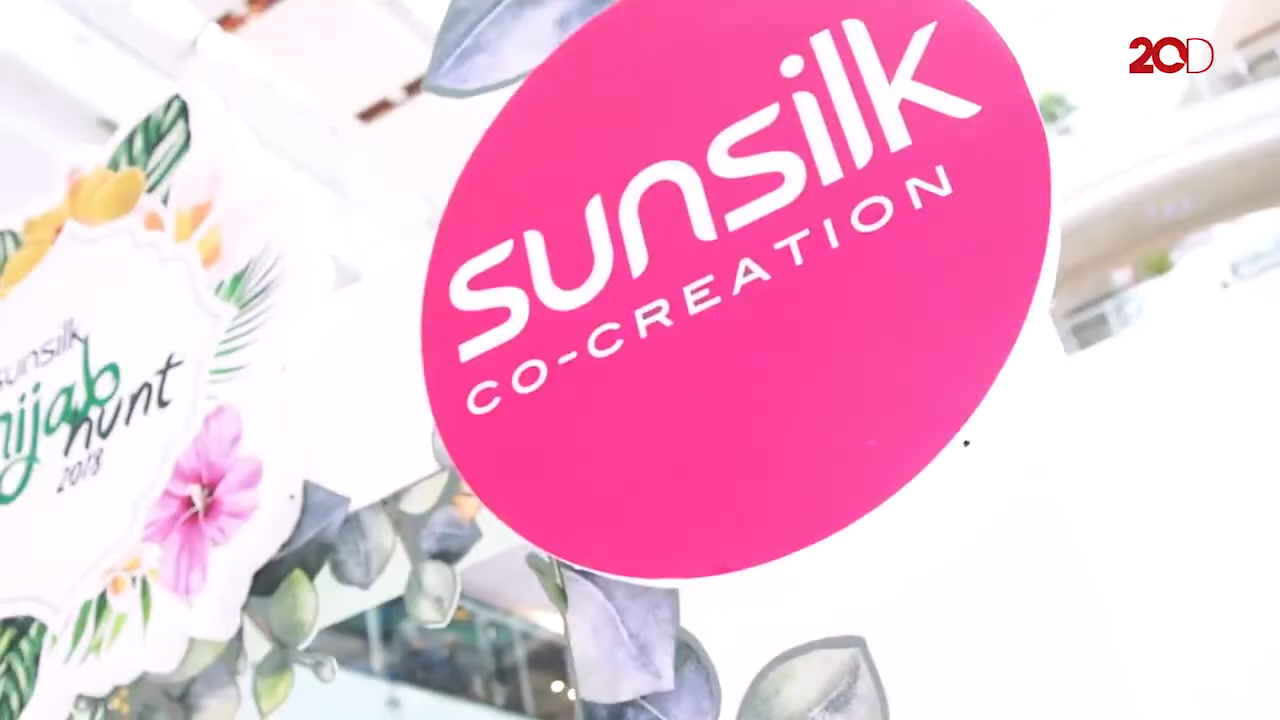 20D
sunsilk
CO-CREATION
sunsilk
hijab
hunt
2018